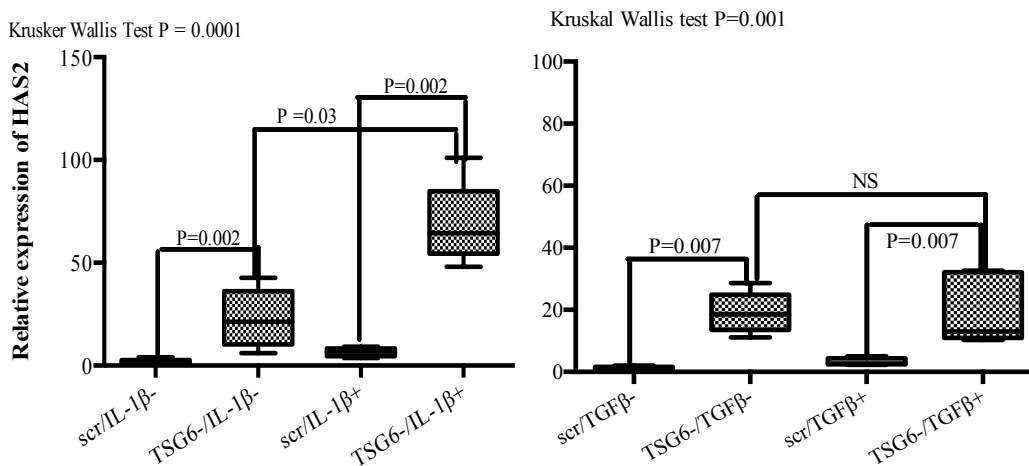 Krusker Wallis Test P = 0.0001
Relative expression of HAS2
150
100
50
0
P=0.002
P =0.03
P=0.002
scr/IL-1β-
TSG6-/IL-1β-
scr/IL-1β+
TSG6-/IL-1β+
Kruskal Wallis test P=0.001
100
80
60
40
20
0
P=0.007
NS
P=0.007
scr/TGFβ-
TSG6-/TGFβ-
scr/TGFβ+
TSG6-/TGFβ+